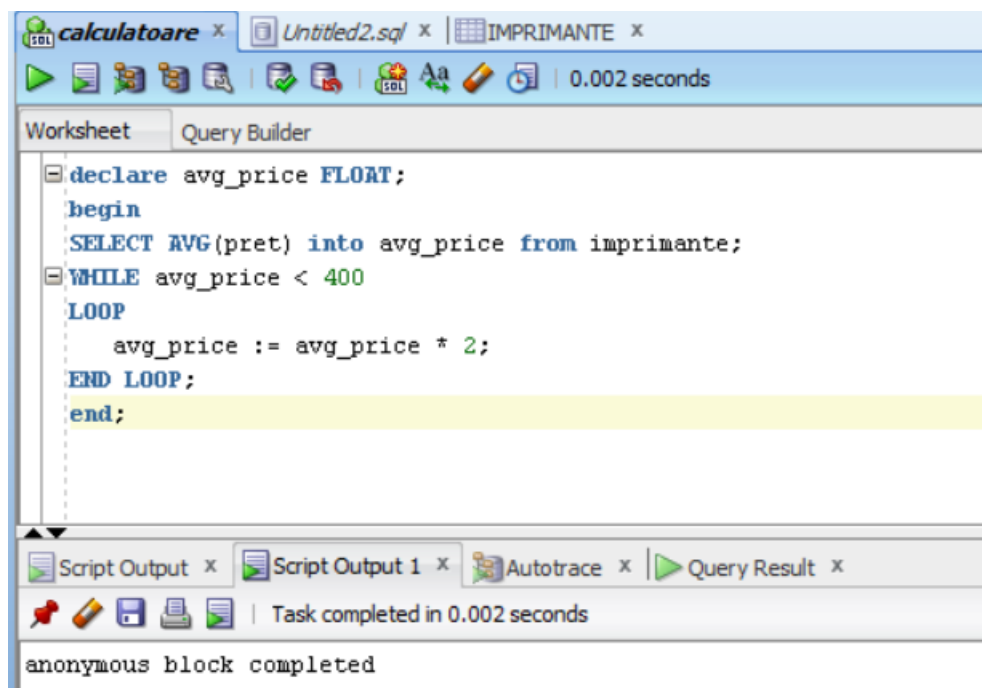 calculatoare x Untitled2.sql x IMPRIMANTE x
SQL SQL 0.002 seconds
Worksheet Query Builder
declare avg_price FLOAT;
begin
SELECT AVG(pret) into avg_price from imprimante;
WHILE avg_price < 400
LOOP
avg_price := avg_price * 2;
END LOOP;
end;
Script Output x Script Output 1 x Autotrace x Query Result x
Task completed in 0.002 seconds
anonymous block completed